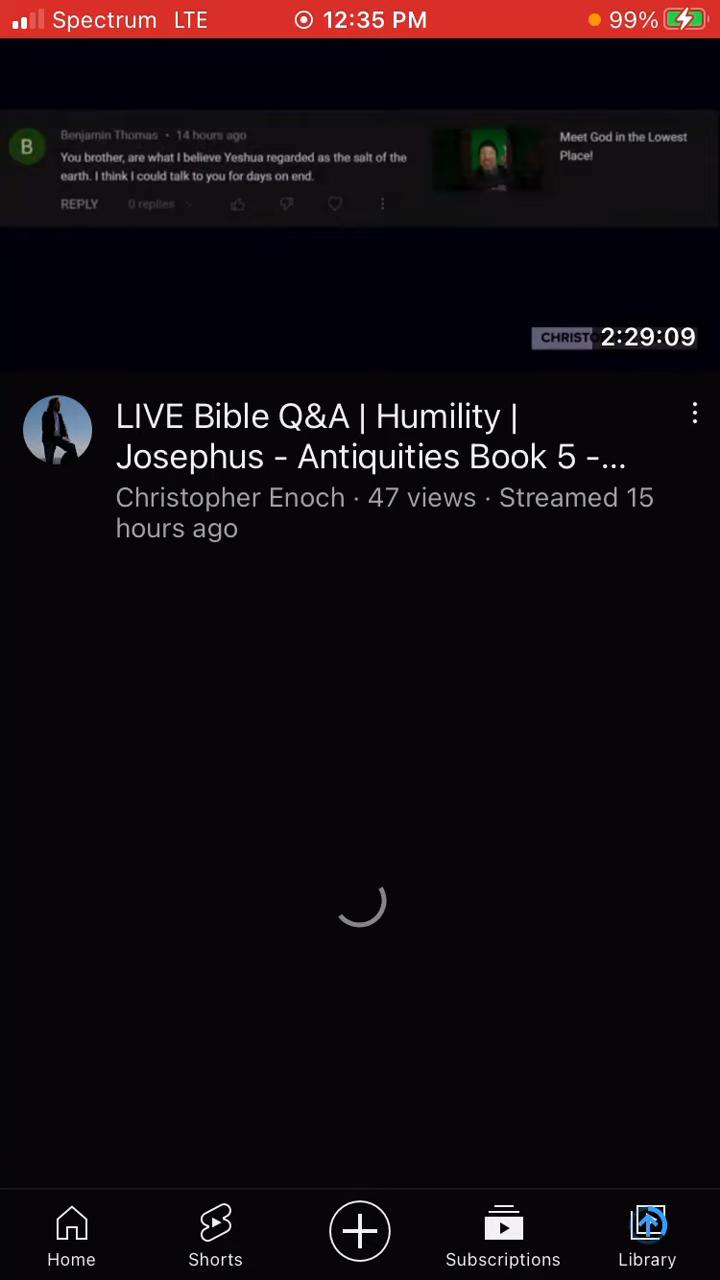 Spectrum LTE 12:35 PM 99%
B
Benjamin Thomas • 14 hours ago
You brother, are what I believe Yeshua regarded as the salt of the
earth. I think I could talk to you for days on end.
REPLY 0 replies
Meet God in the Lowest
Place!
CHRISTO
2:29:09
LIVE Bible Q&A | Humility |
Josephus - Antiquities Book 5 -...
Christopher Enoch · 47 views · Streamed 15
hours ago
Home Shorts Subscriptions Library